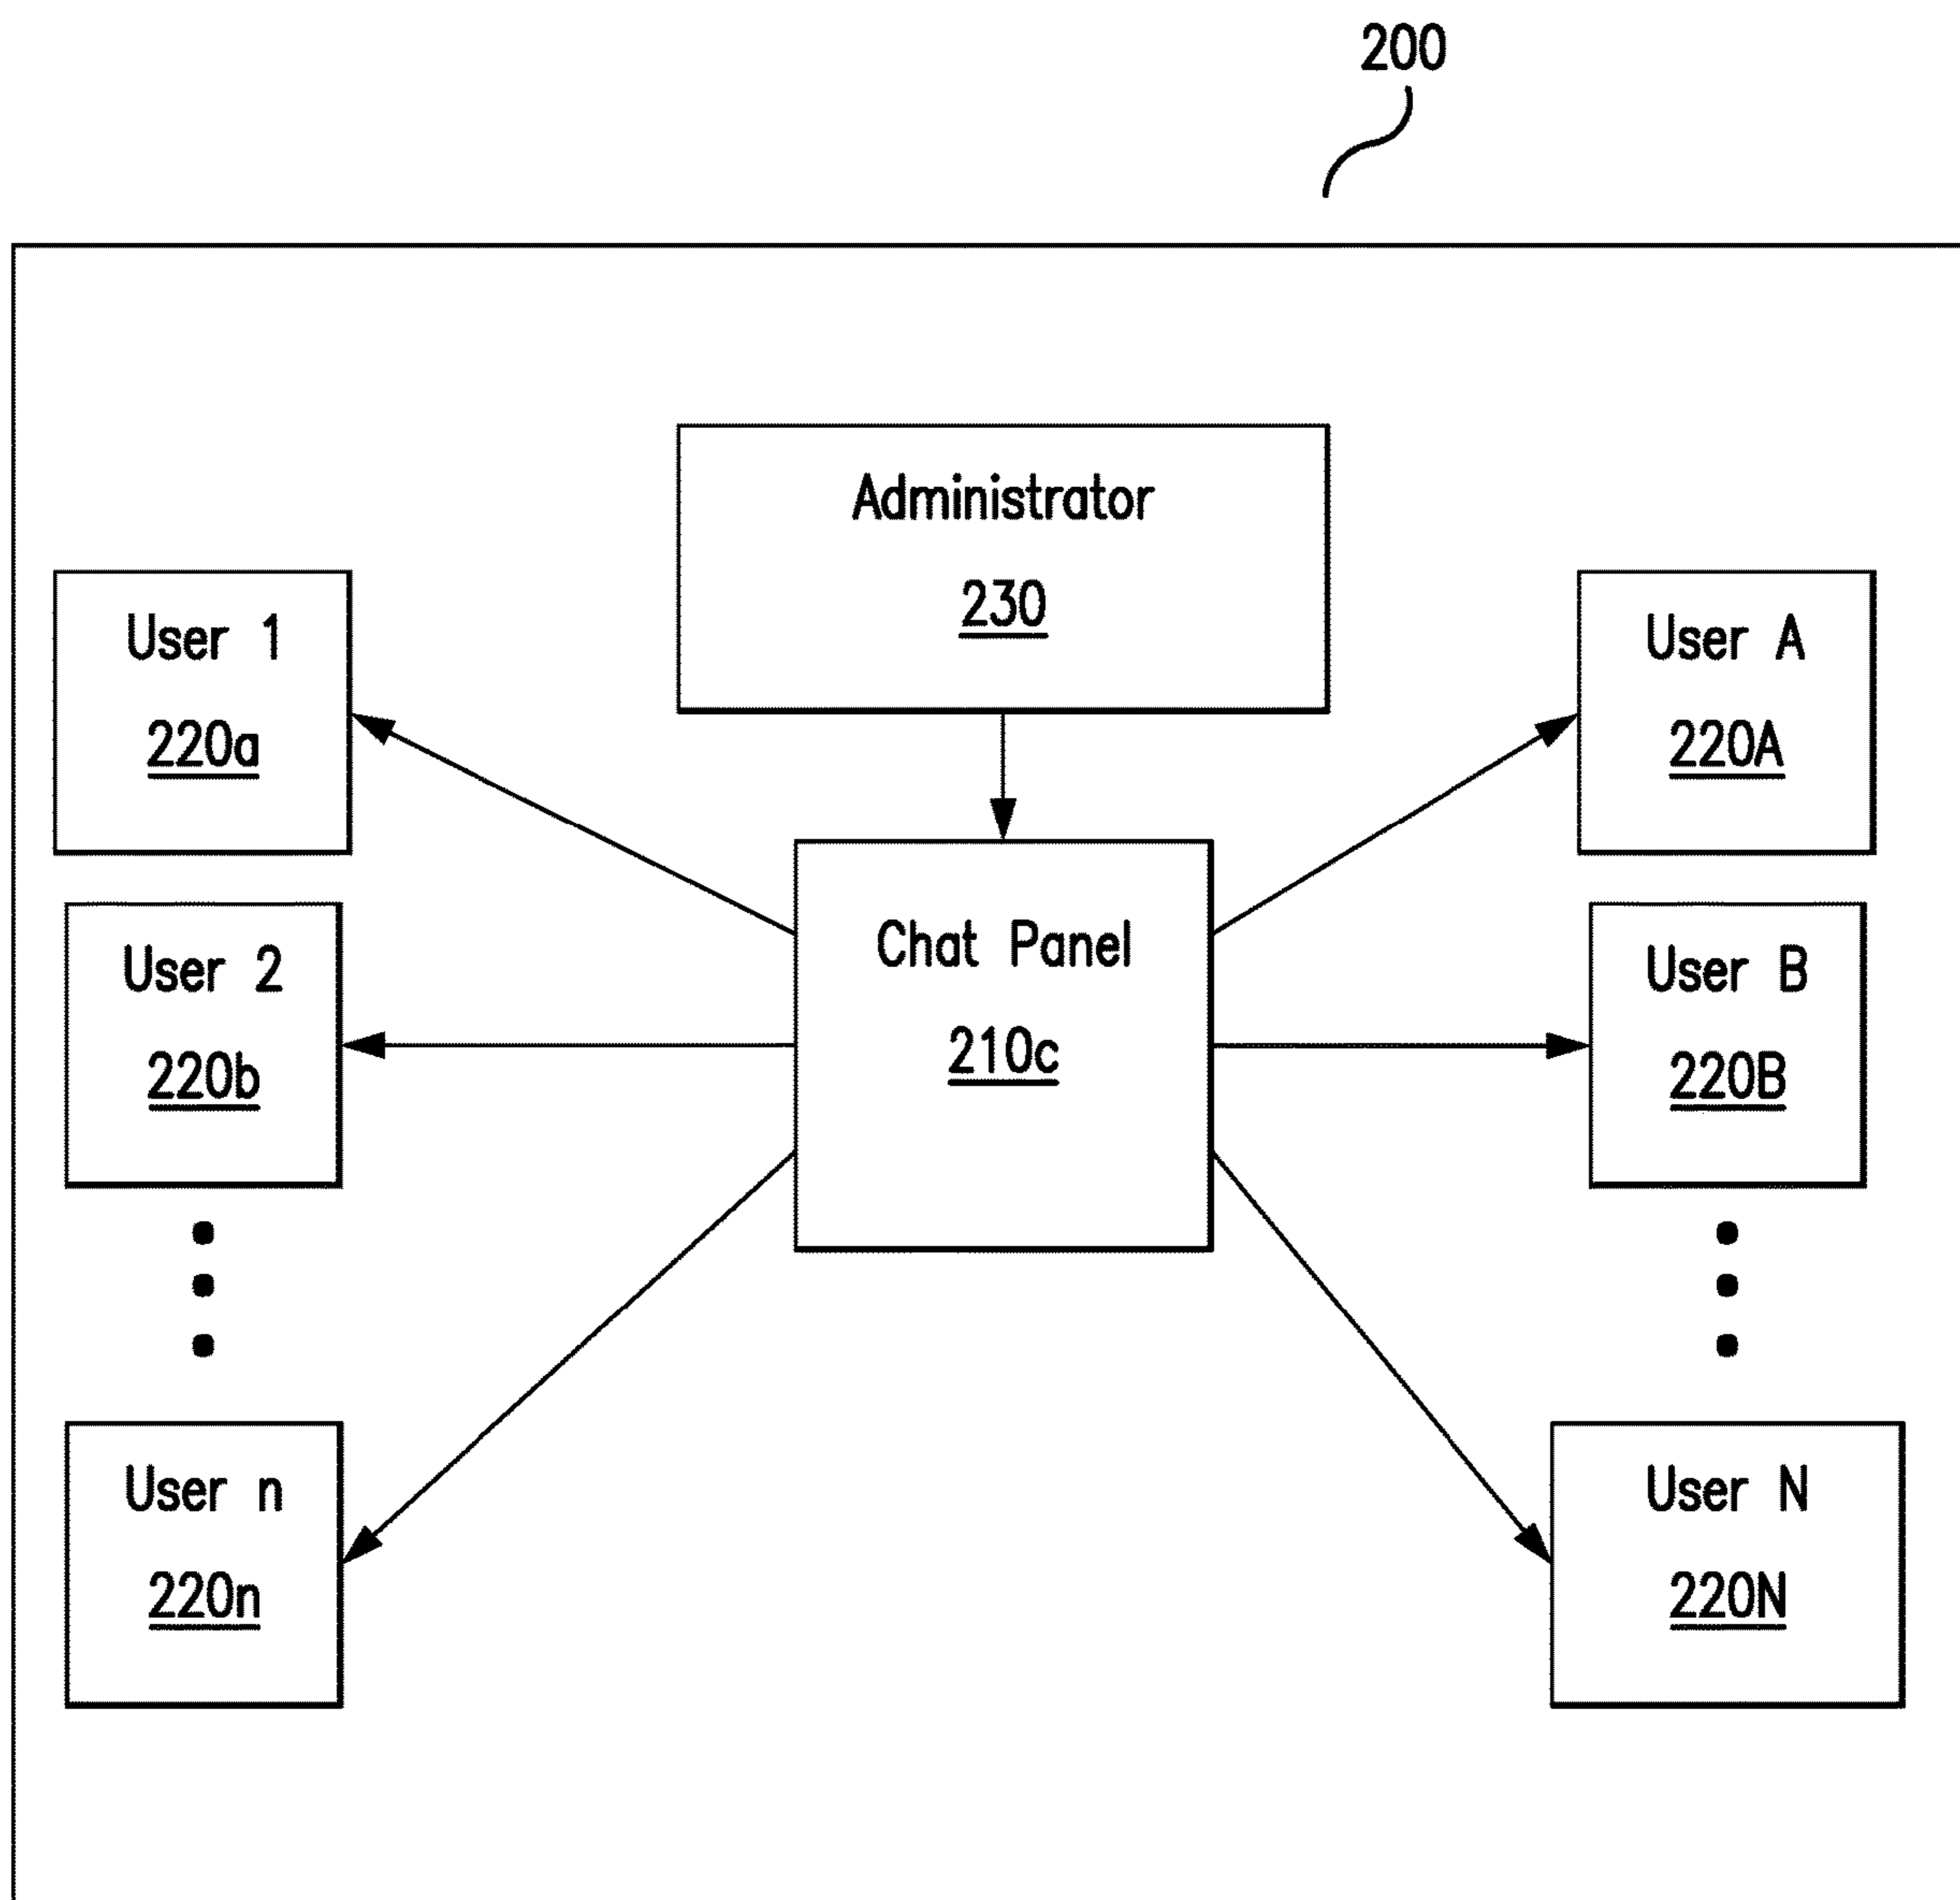 200
Administrator
230
User 1
220a
User A
220A
Chat Panel
210c
User 2
220b
User B
220B
User n
220n
User N
220N